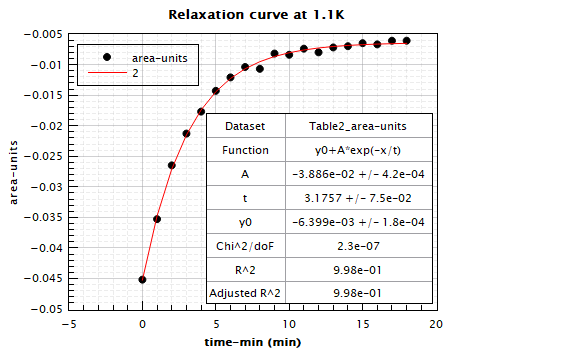 Relaxation curve at 1.1K
−0.005
−0.01
−0.015
−0.02
−0.025
−0.03
−0.035
−0.04
−0.045
−0.05
area-units
area-units
2
Dataset Table2_area-units
Function y0+A*exp(-x/t)
A -3.886e-02 +/- 4.2e-04
t 3.1757 +/- 7.5e-02
y0 -6.399e-03 +/- 1.8e-04
Chi^2/doF 2.3e-07
R^2 9.98e-01
Adjusted R^2 9.98e-01
−5 0 5 10 15 20
time-min (min)